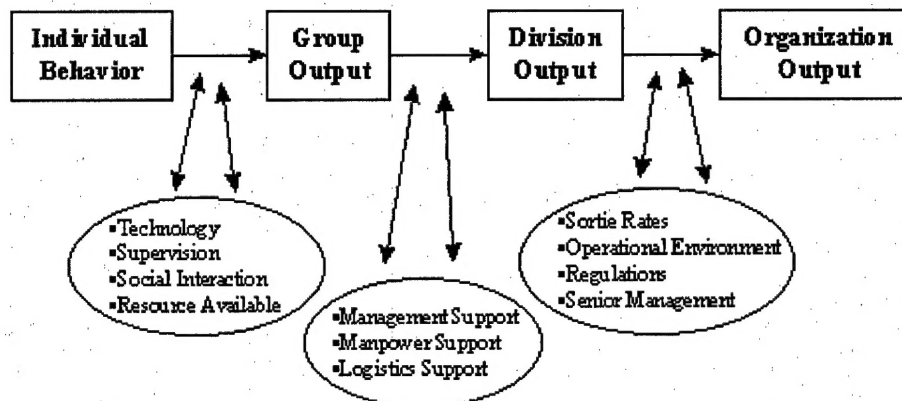 Individual
Behavior
Group
Output
Division
Output
Organization
Output
▪Technology
▪Supervision
▪Social Interaction
▪Resource Available
▪Management Support
▪Manpower Support
▪Logistics Support
▪Sortie Rates
▪Operational Environment
▪Regulations
▪Senior Management